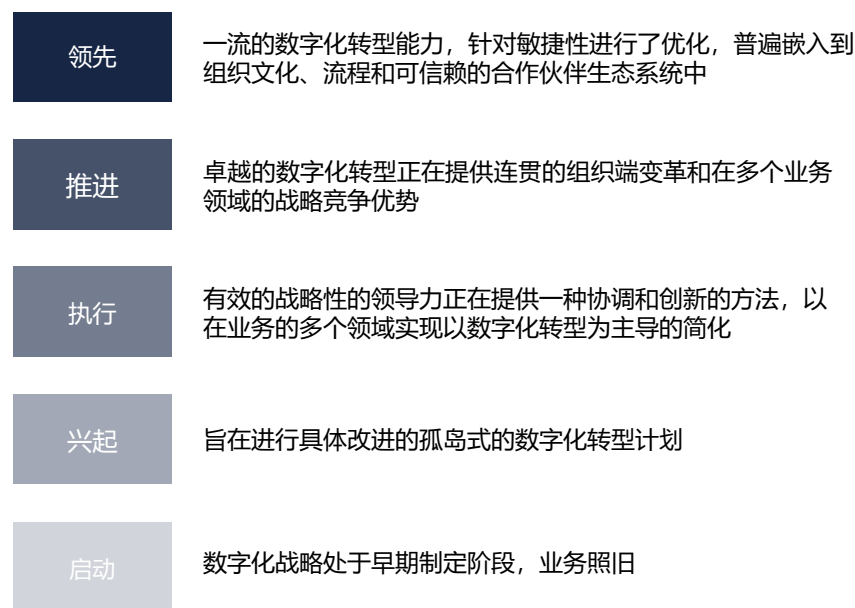 领先
一流的数字化转型能力，针对敏捷性进行了优化，普遍嵌入到
组织文化、流程和可信赖的合作伙伴生态系统中
推进
卓越的数字化转型正在提供连贯的组织端变革和在多个业务
领域的战略竞争优势
执行
有效的战略性的领导力正在提供一种协调和创新的方法，以
在业务的多个领域实现以数字化转型为主导的简化
兴起
旨在进行具体改进的孤岛式的数字化转型计划
启动
数字化战略处于早期制定阶段，业务照旧